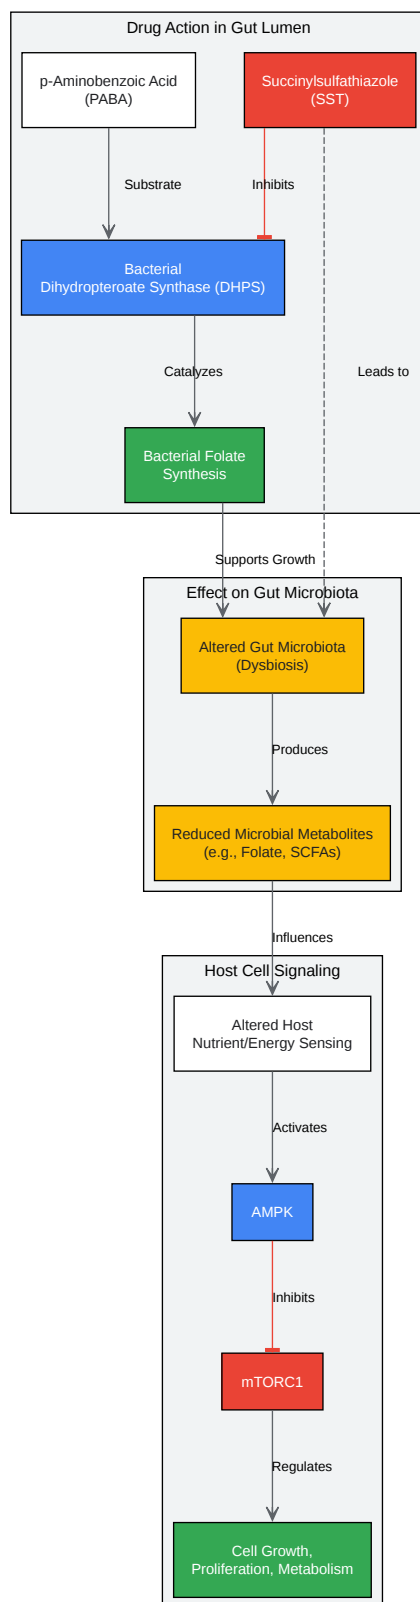 Drug Action in Gut Lumen
p-Aminobenzoic Acid
(PABA)
Succinylsulfathiazole
(SST)
Substrate
Inhibits
Bacterial
Dihydropteroate Synthase (DHPS)
Catalyzes
Leads to
Bacterial Folate
Synthesis
Supports Growth
Effect on Gut Microbiota
Altered Gut Microbiota
(Dysbiosis)
Produces
Reduced Microbial Metabolites
(e.g., Folate, SCFAs)
Influences
Host Cell Signaling
Altered Host
Nutrient/Energy Sensing
Activates
AMPK
Inhibits
mTORC1
Regulates
Cell Growth,
Proliferation, Metabolism